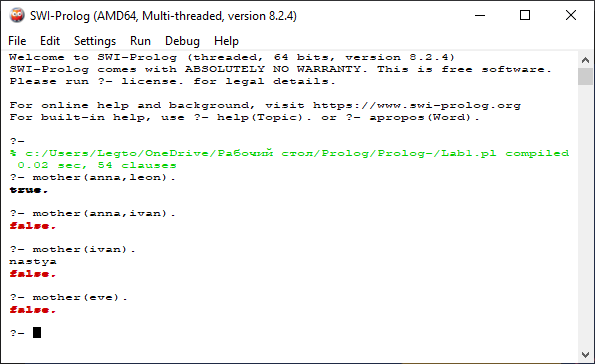 SWI-Prolog (AMD64, Multi-threaded, version 8.2.4)
File Edit Settings Run Debug Help
Welcome to SWI-Prolog (threaded, 64 bits, version 8.2.4)
SWI-Prolog comes with ABSOLUTELY NO WARRANTY. This is free software.
Please run ?- license. for legal details.
For online help and background, visit https://www.swi-prolog.org
For built-in help, use ?- help(Topic). or ?- apropos(Word).
?-
% c:/Users/Legto/OneDrive/Рабочий стол/Prolog/Prolog-/Lab1.pl compiled
0.02 sec, 54 clauses
?- mother(anna,leon).
true.
?- mother(anna,ivan).
false.
?- mother(ivan).
nastya
false.
?- mother(eve).
false.
?-